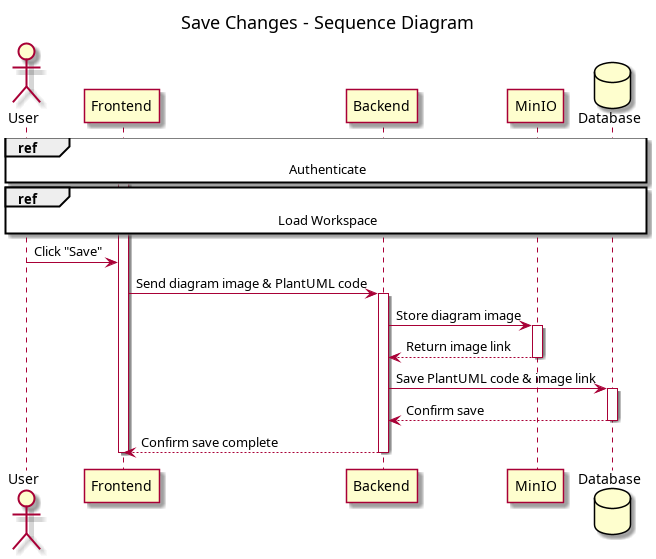 Save Changes - Sequence Diagram
User
Frontend
Backend
MinIO
Database
ref
Authenticate
ref
Load Workspace
Click "Save"
Send diagram image & PlantUML code
Store diagram image
Return image link
Save PlantUML code & image link
Confirm save
Confirm save complete
User
Frontend
Backend
MinIO
Database